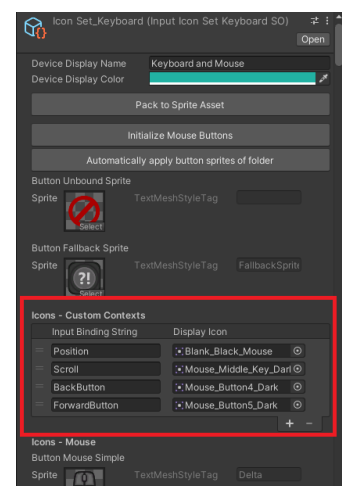 Icon Set_Keyboard (Input Icon Set Keyboard SO)
Open
Device Display Name Keyboard and Mouse
Device Display Color
Pack to Sprite Asset
Initialize Mouse Buttons
Automatically apply button sprites of folder
Button Unbound Sprite
Sprite TextMeshStyleTag
Select
Button Fallback Sprite
Sprite TextMeshStyleTag FallbackSprite
?!
Select
Icons - Custom Contexts
Input Binding String Display Icon
Position Blank_Black_Mouse
Scroll Mouse_Middle_Key_Darl
BackButton Mouse_Button4_Dark
ForwardButton Mouse_Button5_Dark
+ -
Icons - Mouse
Button Mouse Simple
Sprite TextMeshStyleTag Delta